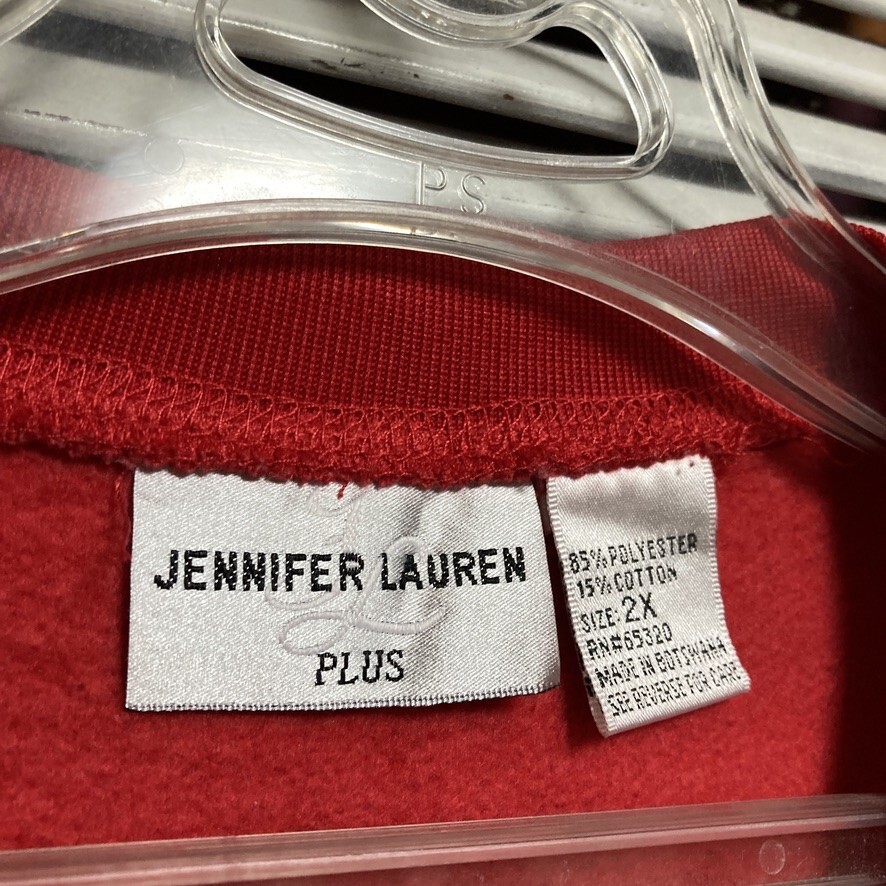 PS
JENNIFER LAUREN
PLUS
85% POLYESTER
15% COTTON
SIZE: 2X
RN#65320
MADE IN BOTSWANA
SEE REVERSE FOR CARE